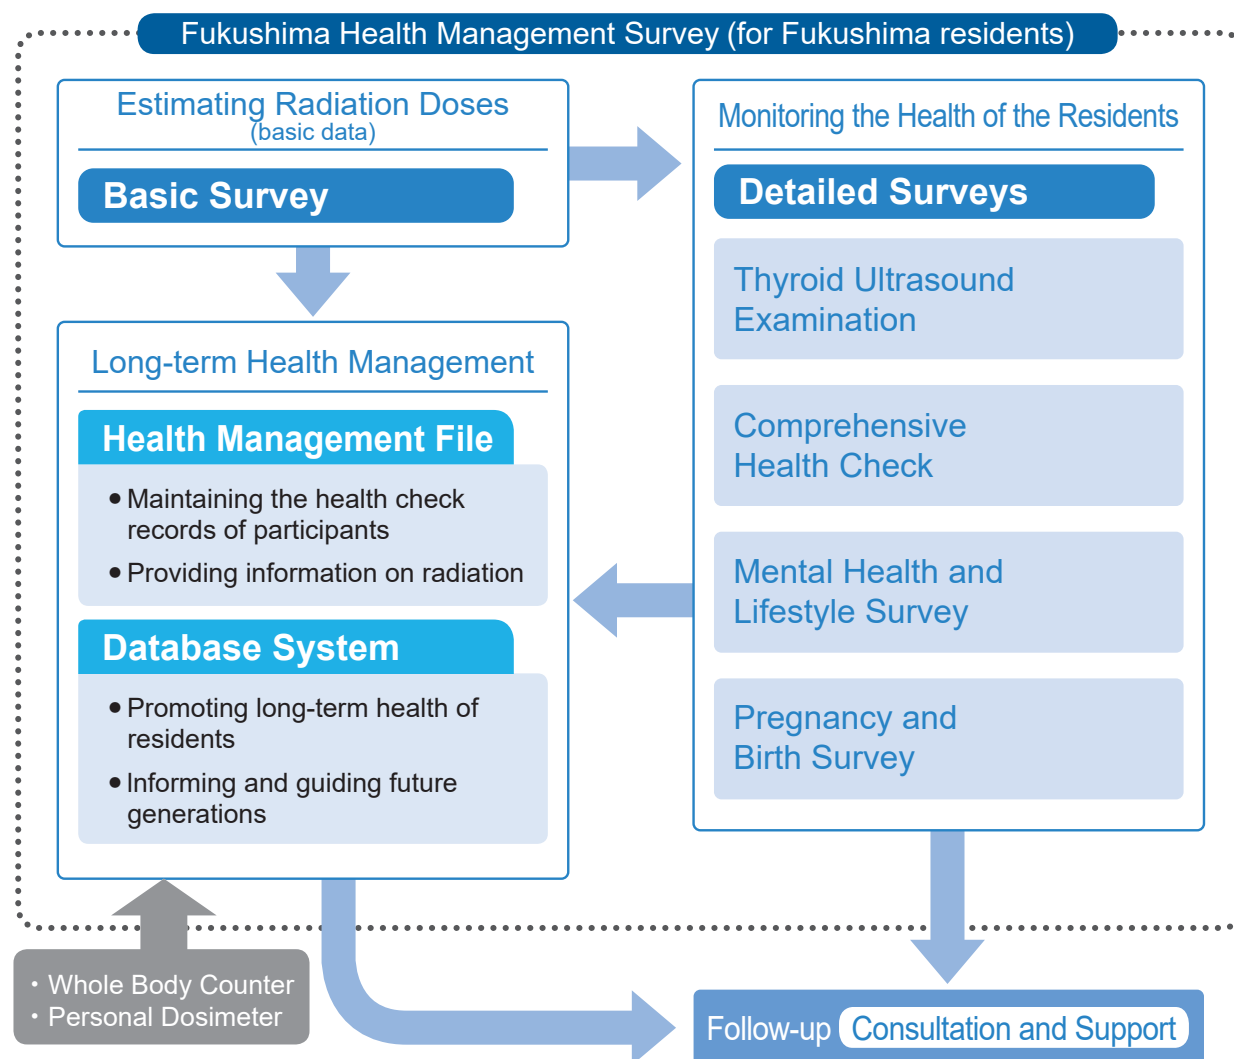 Fukushima Health Management Survey (for Fukushima residents)
Estimating Radiation Doses
(basic data)
Basic Survey
Long-term Health Management
Health Management File
● Maintaining the health check
records of participants
● Providing information on radiation
Database System
● Promoting long-term health of
residents
● Informing and guiding future
generations
・Whole Body Counter
・Personal Dosimeter
Monitoring the Health of the Residents
Detailed Surveys
Thyroid Ultrasound
Examination
Comprehensive
Health Check
Mental Health and
Lifestyle Survey
Pregnancy and
Birth Survey
Follow-up Consultation and Support